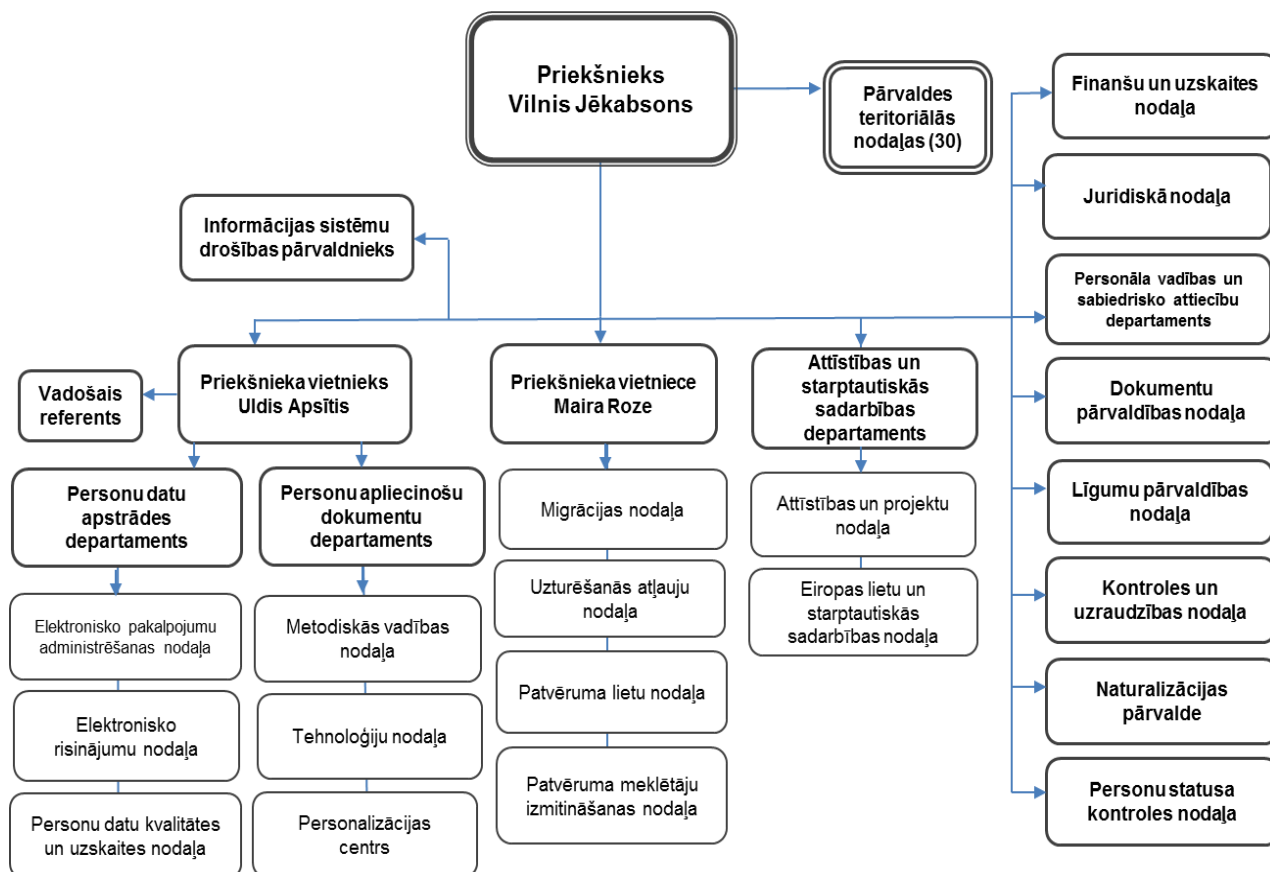 Priekšnieks
Vilnis Jēkabsons
Pārvaldes
teritoriālās
nodaļas (30)
Informācijas sistēmu
drošības pārvaldnieks
Vadošais
referents
Priekšnieka vietnieks
Uldis Apsītis
Personu datu
apstrādes
departaments
Elektronisko pakalpojumu
administrēšanas nodaļa
Elektronisko
risinājumu nodaļa
Personu datu kvalitātes
un uzskaites nodaļa
Personu apliecinošu
dokumentu
departaments
Metodiskās vadības
nodaļa
Tehnoloģiju nodaļa
Personalizācijas
centrs
Priekšnieka vietniece
Maira Roze
Migrācijas nodaļa
Uzturēšanās atļauju
nodaļa
Patvēruma lietu nodaļa
Patvēruma meklētāju
izmitināšanas nodaļa
Attīstības un
starptautiskās
sadarbības
departaments
Attīstības un projektu
nodaļa
Eiropas lietu un
starptautiskās
sadarbības nodaļa
Finanšu un uzskaites
nodaļa
Juridiskā nodaļa
Personāla vadības un
sabiedrisko attiecību
departaments
Dokumentu
pārvaldības nodaļa
Līgumu pārvaldības
nodaļa
Kontroles un
uzraudzības nodaļa
Naturalizācijas
pārvalde
Personu statusa
kontroles nodaļa